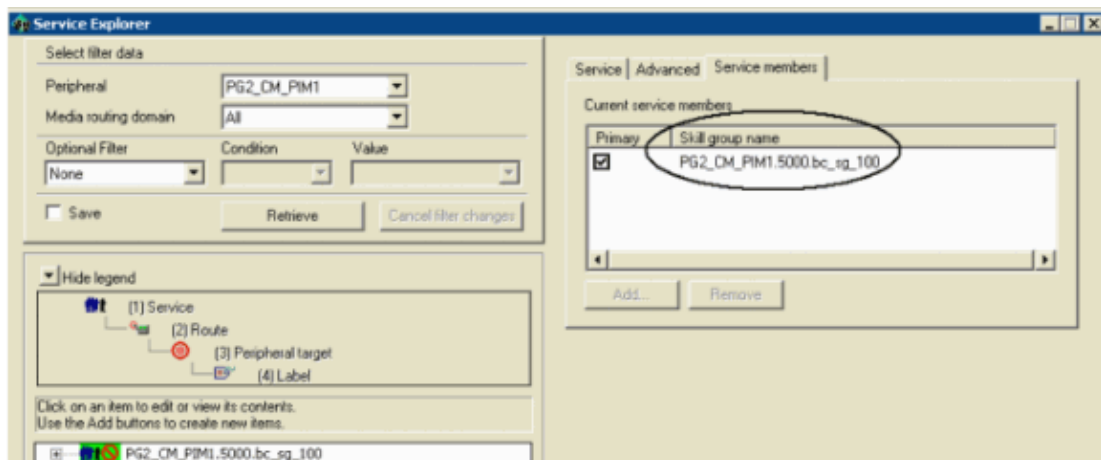 Service Explorer
Select filter data
Peripheral PG2_CM_PIM1
Media routing domain All
Optional Filter Condition Value
None
Save Retrieve Cancel filter changes
Hide legend
(1) Service
(2) Route
(3) Peripheral target
(4) Label
Click on an item to edit or view its contents.
Use the Add buttons to create new items.
PG2_CM_PIM1.5000.bc_sg_100
Service Advanced Service members
Current service members
Primary Skill group name
PG2_CM_PIM1.5000.bc_sg_100
Add... Remove